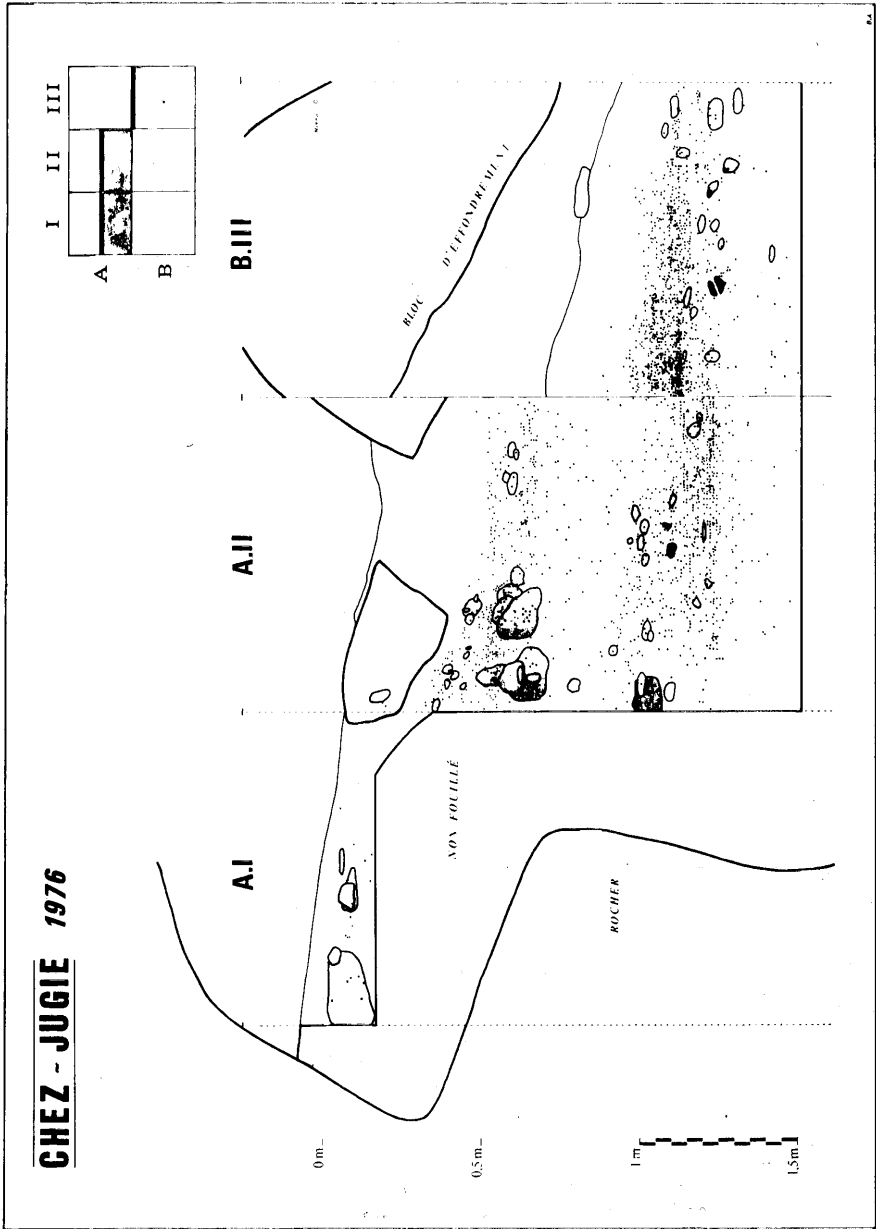 CHEZ - JUGIE 1976
I II III
A
B
A.I
A.II
B.III
BLOC D'EFFONDREMENT
NON FOUILLÉ
ROCHER
0 m
0,5 m
1 m
1,5 m